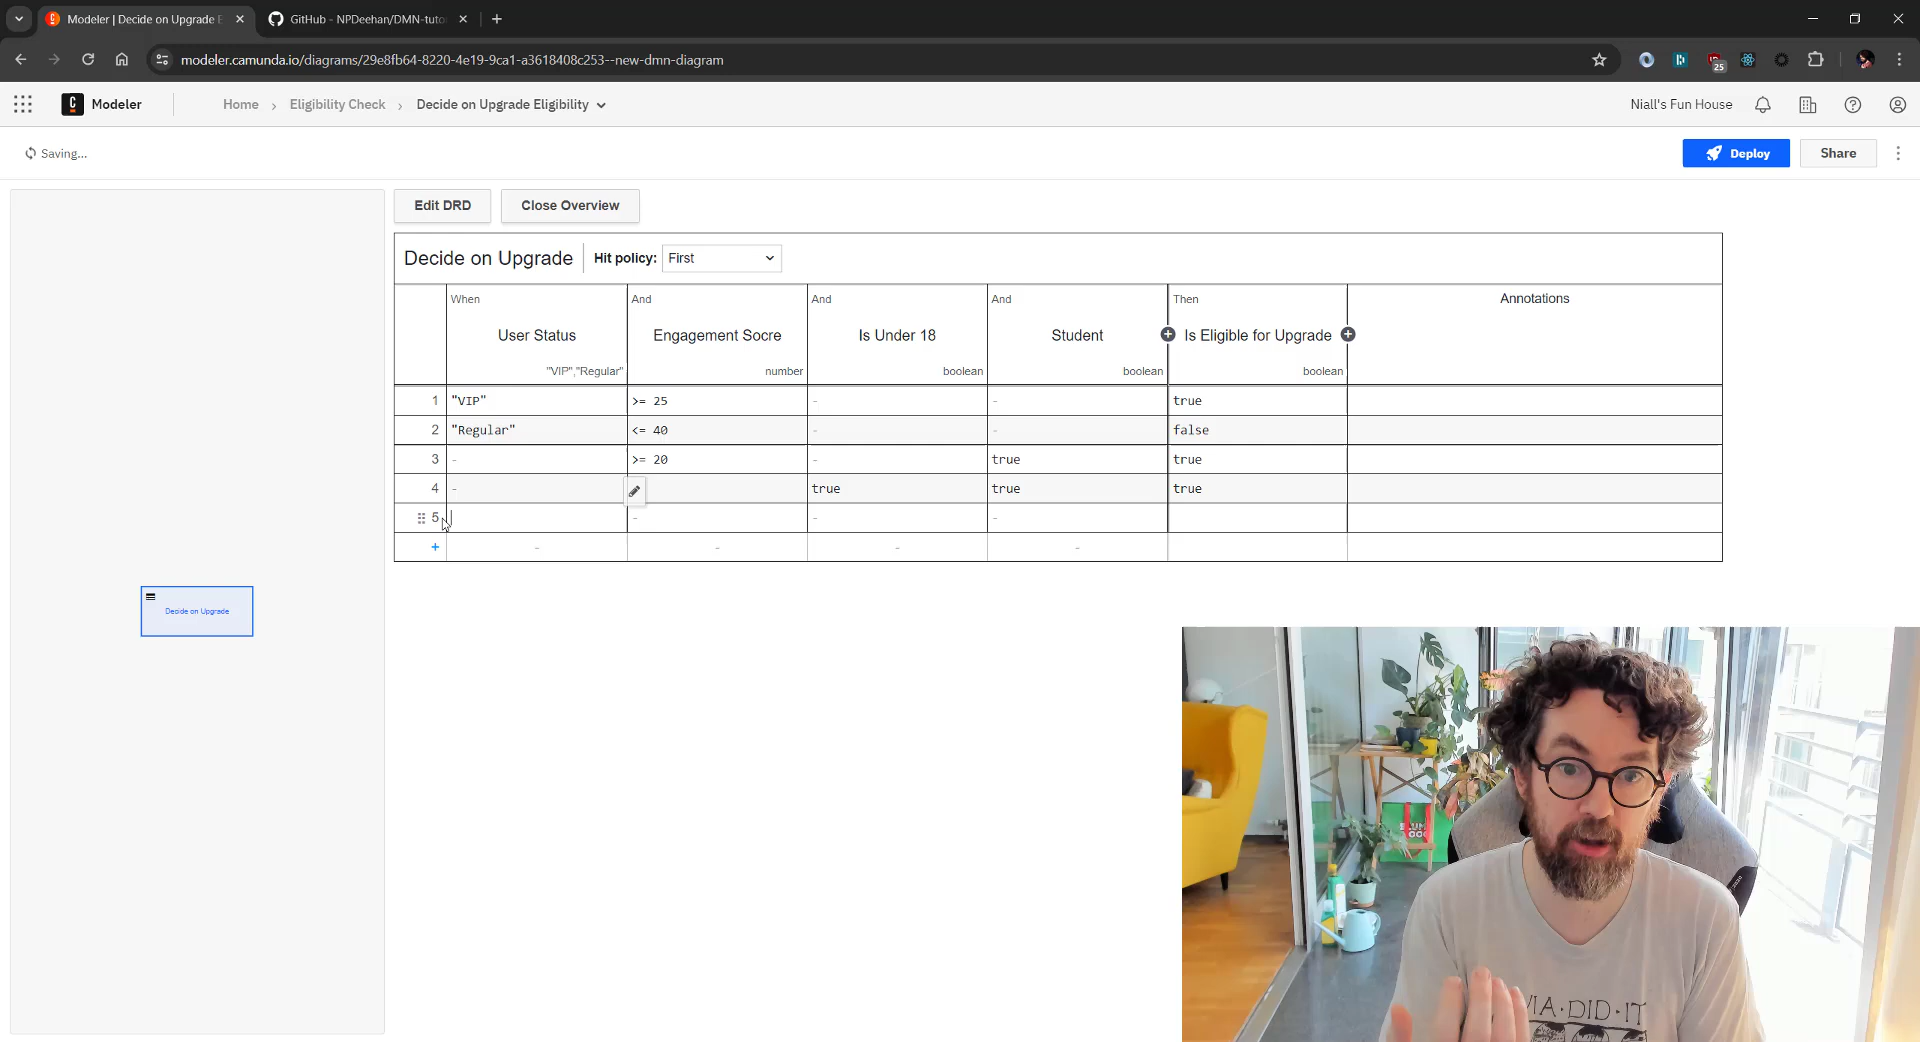 Modeler | Decide on Upgrade E
GitHub - NPDeehan/DMN-tuto
modeler.camunda.io/diagrams/29e8fb64-8220-4e19-9ca1-a3618408c253--new-dmn-diagram
25
C Modeler
Home > Eligibility Check > Decide on Upgrade Eligibility
Niall's Fun House
Saving...
Deploy
Share
Edit DRD
Close Overview
Decide on Upgrade
Hit policy: First
When And And And Then Annotations
User Status Engagement Socre Is Under 18 Student + Is Eligible for Upgrade +
"VIP","Regular" number boolean boolean boolean
1 "VIP" >= 25 - - true
2 "Regular" <= 40 - - false
3 - >= 20 - true true
4 - true true true
5 - - -
+ - - - -
Decide on Upgrade
VIA·DID·IT